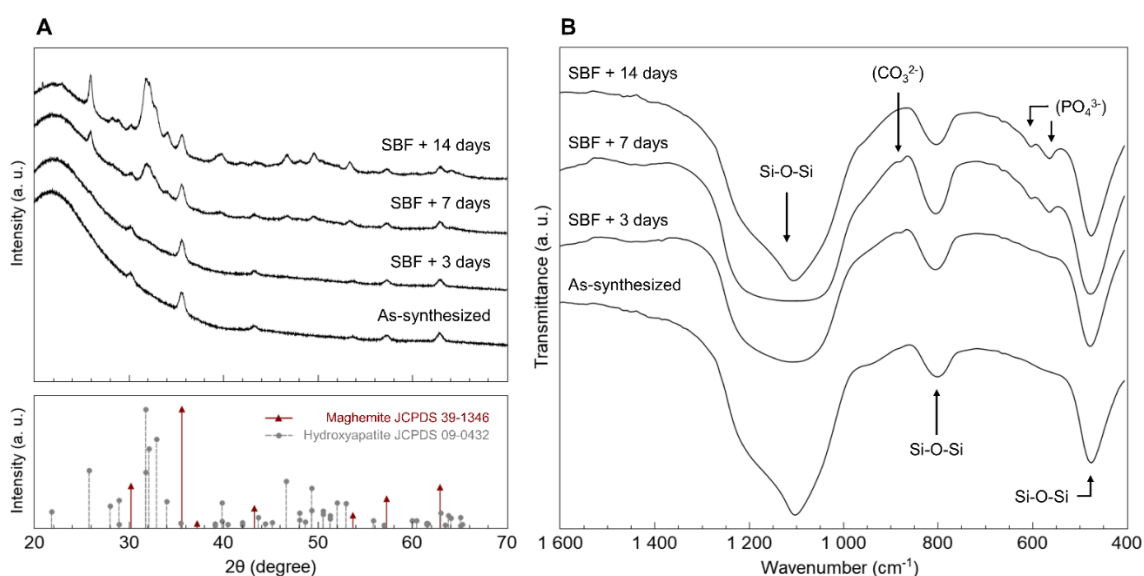 A
Intensity (a. u.)
SBF + 14 days
SBF + 7 days
SBF + 3 days
As-synthesized
Intensity (a. u.)
Maghemite JCPDS 39-1346
Hydroxyapatite JCPDS 09-0432
20 30 40 50 60 70
2θ (degree)
B
Transmittance (a. u.)
SBF + 14 days
SBF + 7 days
SBF + 3 days
As-synthesized
(CO₃²⁻)
(PO₄³⁻)
Si-O-Si
Si-O-Si
Si-O-Si
1 600 1 400 1 200 1 000 800 600 400
Wavenumber (cm⁻¹)